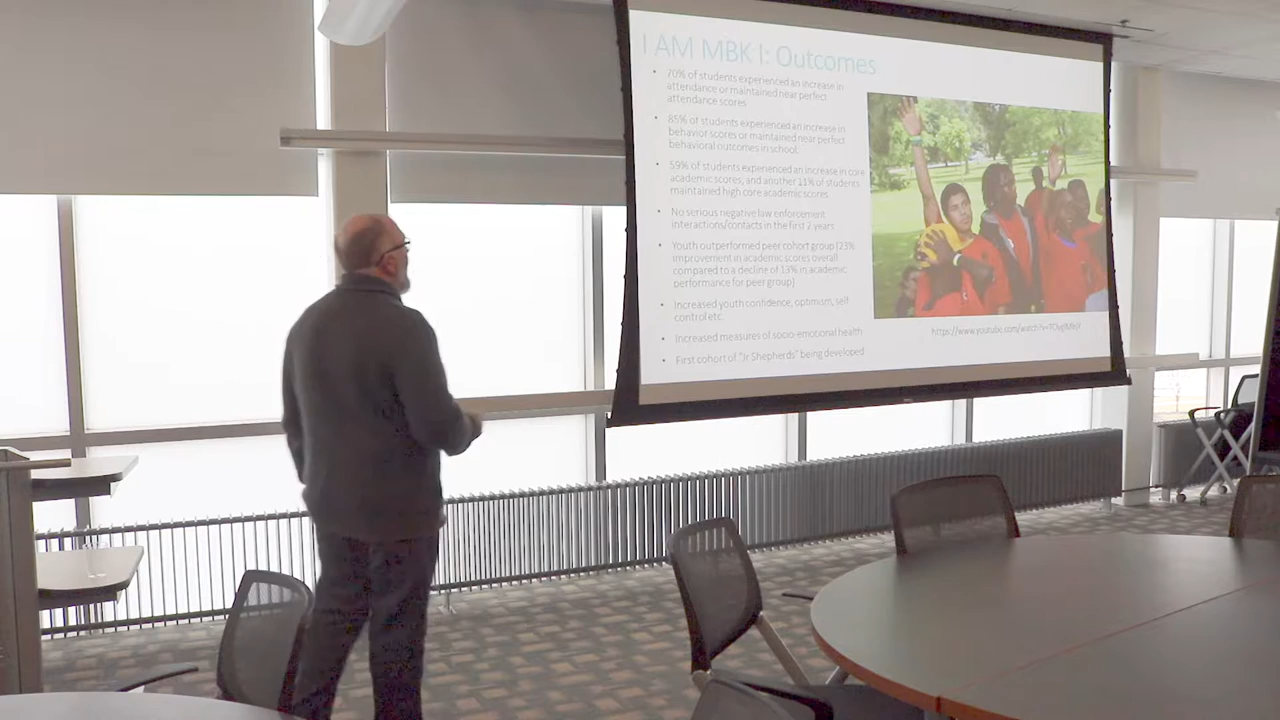 I AM MBK I: Outcomes
• 70% of students experienced an increase in
attendance or maintained near perfect
attendance scores
• 85% of students experienced an increase in
behavior scores or maintained near perfect
behavioral outcomes in school.
• 59% of students experienced an increase in core
academic scores, and another 11% of students
maintained high core academic scores.
• No serious negative law enforcement
interactions/contacts in the first 2 years
• Youth outperformed peer cohort group [23%
improvement in academic scores overall
compared to a decline of 13% in academic
performance for peer group]
• Increased youth confidence, optimism, self
control etc.
• Increased measures of socio-emotional health
• First cohort of "Jr Shepherds" being developed